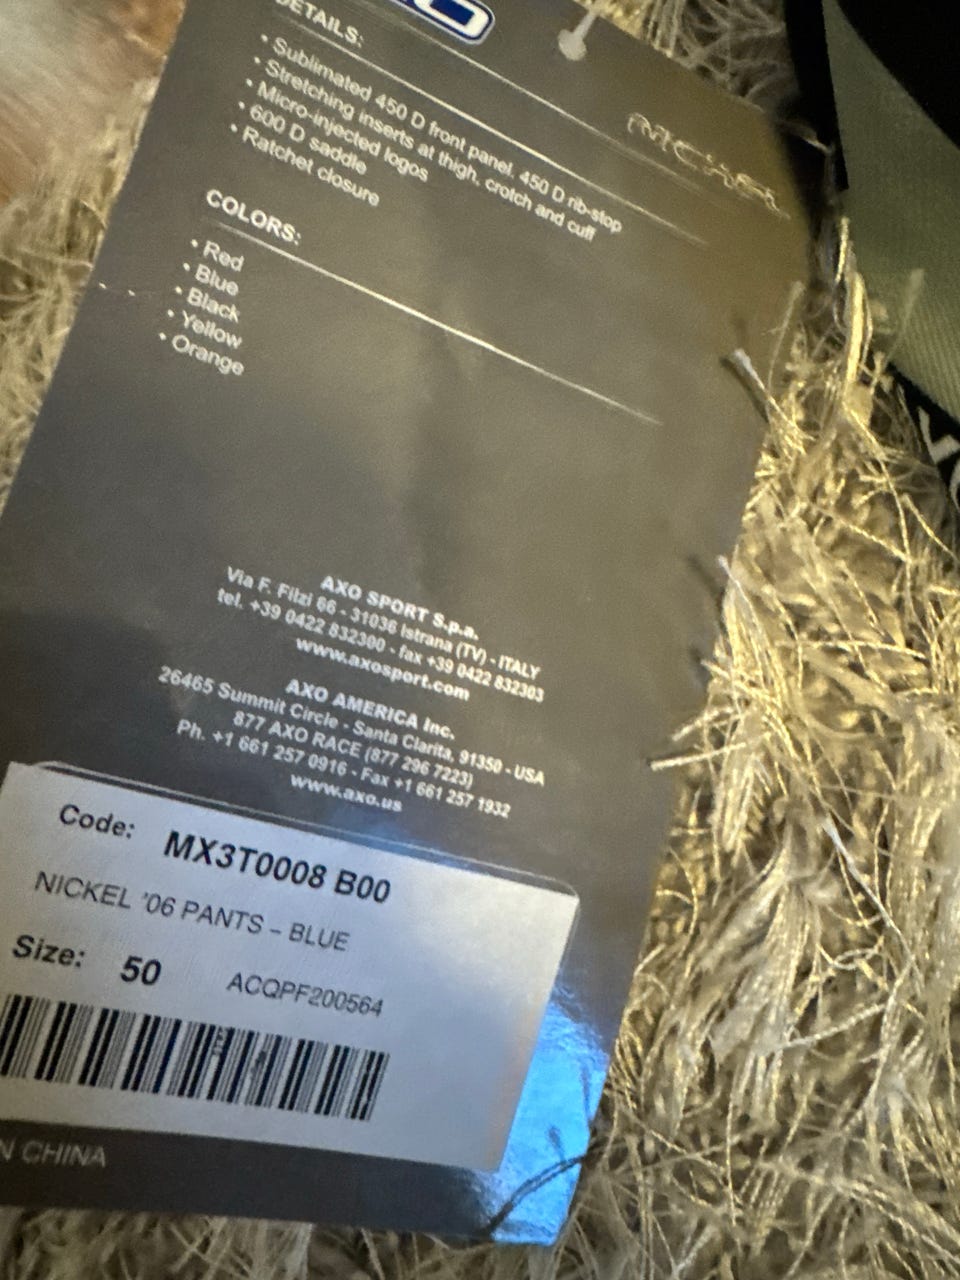 DETAILS:
• Sublimated 450 D front panel. 450 D rib-stop
• Stretching inserts at thigh, crotch and cuff
• Micro-injected logos
• 600 D saddle
• Ratchet closure
COLORS:
• Red
• Blue
• Black
• Yellow
• Orange
AXO SPORT S.p.a.
Via F. Filzi 66 - 31036 Istrana (TV) - ITALY
tel. +39 0422 832300 - fax +39 0422 832303
www.axosport.com
AXO AMERICA Inc.
26465 Summit Circle - Santa Clarita, 91350 - USA
877 AXO RACE (877 296 7223)
Ph. +1 661 257 0916 - Fax +1 661 257 1932
www.axo.us
Code: MX3T0008 B00
NICKEL '06 PANTS – BLUE
Size: 50 ACQPF200564
N CHINA